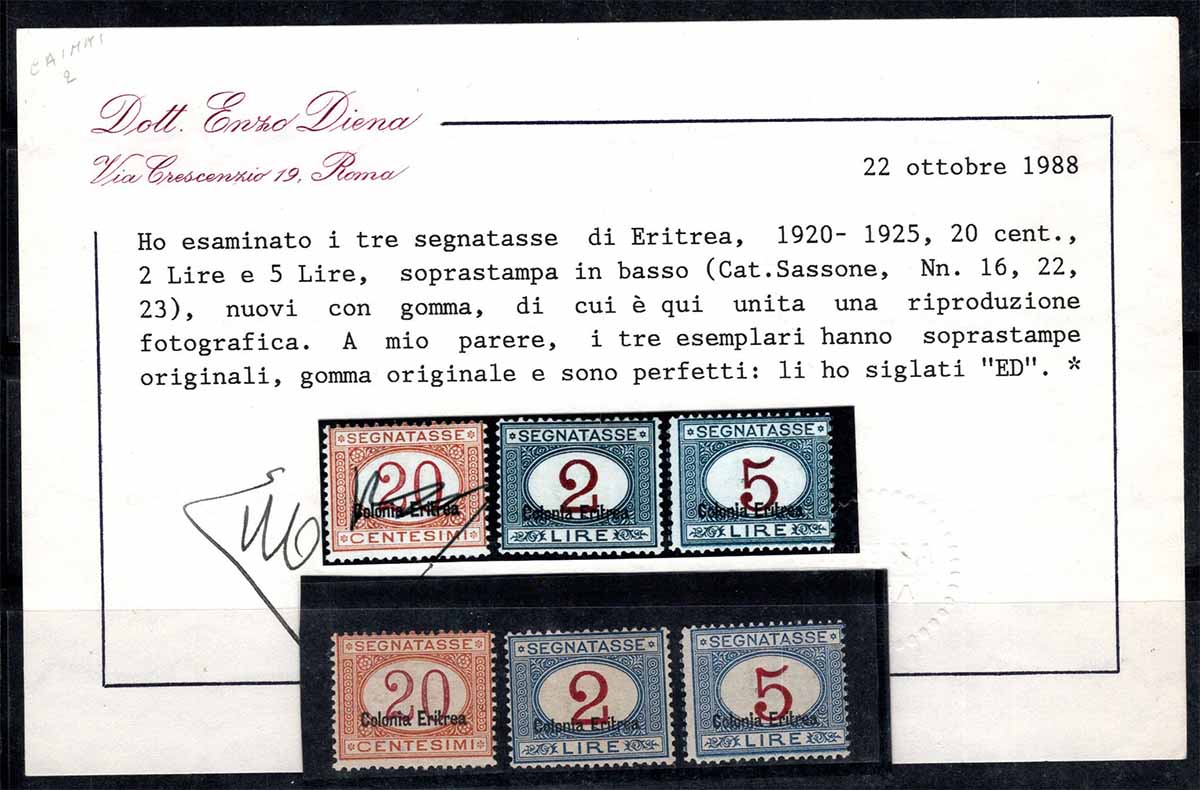 CAIMMI
2
Dott. Enzo Diena
Via Crescenzio 19, Roma
22 ottobre 1988
Ho esaminato i tre segnatasse di Eritrea, 1920- 1925, 20 cent.,
2 Lire e 5 Lire, soprastampa in basso (Cat.Sassone, Nn. 16, 22,
23), nuovi con gomma, di cui è qui unita una riproduzione
fotografica. A mio parere, i tre esemplari hanno soprastampe
originali, gomma originale e sono perfetti: li ho siglati "ED". *
SEGNATASSE SEGNATASSE SEGNATASSE
20 2 5
Colonia Eritrea Colonia Eritrea Colonia Eritrea
CENTESIMI LIRE LIRE
SEGNATASSE SEGNATASSE SEGNATASSE
20 2 5
Colonia Eritrea Colonia Eritrea Colonia Eritrea
CENTESIMI LIRE LIRE